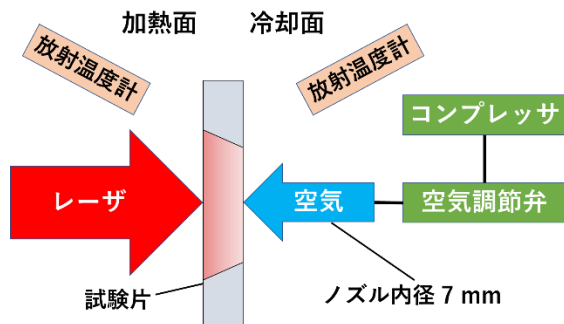 加熱面
冷却面
放射温度計
放射温度計
コンプレッサ
レーザ
空気
空気調節弁
試験片
ノズル内径 7 mm